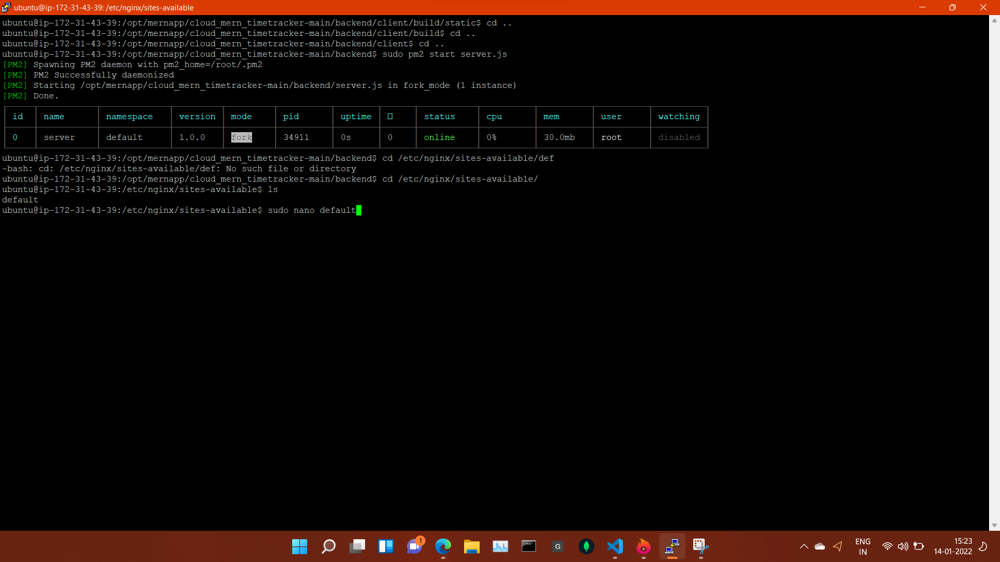 ubuntu@ip-172-31-43-39: /etc/nginx/sites-available
ubuntu@ip-172-31-43-39:/opt/mernapp/cloud_mern_timetracker-main/backend/client/build/static$ cd ..
ubuntu@ip-172-31-43-39:/opt/mernapp/cloud_mern_timetracker-main/backend/client/build$ cd ..
ubuntu@ip-172-31-43-39:/opt/mernapp/cloud_mern_timetracker-main/backend/client$ cd ..
ubuntu@ip-172-31-43-39:/opt/mernapp/cloud_mern_timetracker-main/backend$ sudo pm2 start server.js
[PM2] Spawning PM2 daemon with pm2_home=/root/.pm2
[PM2] PM2 Successfully daemonized
[PM2] Starting /opt/mernapp/cloud_mern_timetracker-main/backend/server.js in fork_mode (1 instance)
[PM2] Done.
id name namespace version mode pid uptime status cpu mem user watching
0 server default 1.0.0 fork 34911 0s 0 online 0% 30.0mb root disabled
ubuntu@ip-172-31-43-39:/opt/mernapp/cloud_mern_timetracker-main/backend$ cd /etc/nginx/sites-available/def
-bash: cd: /etc/nginx/sites-available/def: No such file or directory
ubuntu@ip-172-31-43-39:/opt/mernapp/cloud_mern_timetracker-main/backend$ cd /etc/nginx/sites-available/
ubuntu@ip-172-31-43-39:/etc/nginx/sites-available$ ls
default
ubuntu@ip-172-31-43-39:/etc/nginx/sites-available$ sudo nano default
1
G
ENG
IN
15:23
14-01-2022